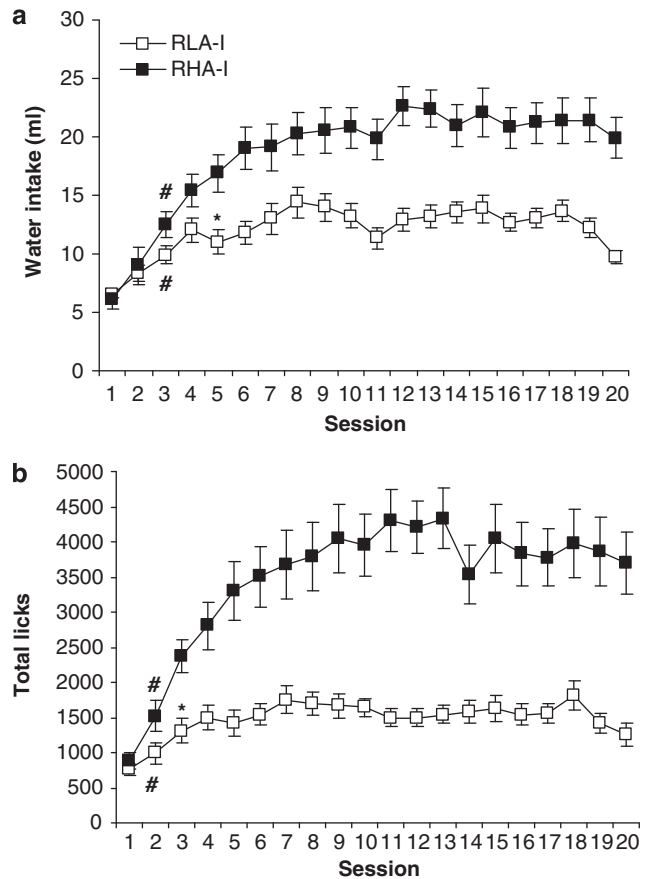 a
30
RLA-I
RHA-I
25
20
15
10
5
0
#
*
#
Water intake (ml)
1 2 3 4 5 6 7 8 9 10 11 12 13 14 15 16 17 18 19 20
Session
b
5000
4500
4000
3500
3000
2500
2000
1500
1000
500
0
#
*
#
Total licks
1 2 3 4 5 6 7 8 9 10 11 12 13 14 15 16 17 18 19 20
Session